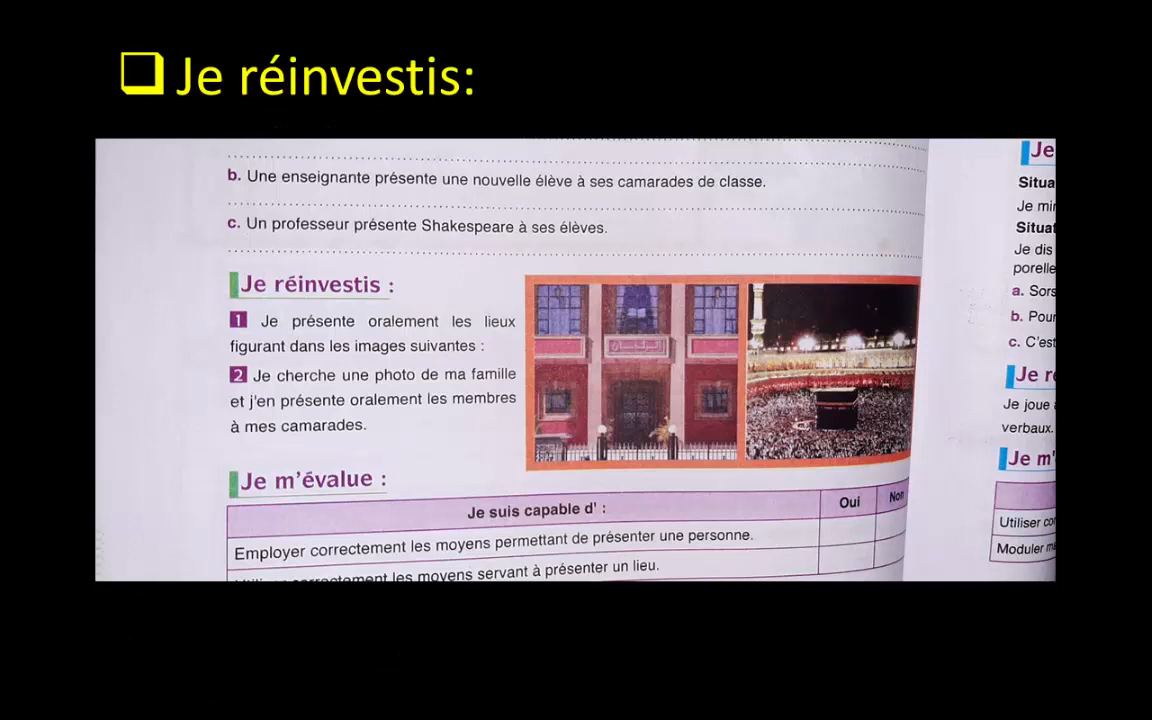 Je réinvestis:
b. Une enseignante présente une nouvelle élève à ses camarades de classe.
c. Un professeur présente Shakespeare à ses élèves.
Je réinvestis :
1 Je présente oralement les lieux
figurant dans les images suivantes :
2 Je cherche une photo de ma famille
et j'en présente oralement les membres
à mes camarades.
Je m'évalue :
Je suis capable d' :
Oui
Non
Employer correctement les moyens permettant de présenter une personne.
correctement les moyens servant à présenter un lieu.
Je
Situa
Je mi
Situa
Je dis
porelle
a. Sors
b. Pour
c. C'est
Je r
Je joue
verbaux.
Je m'
Utiliser co
Moduler m